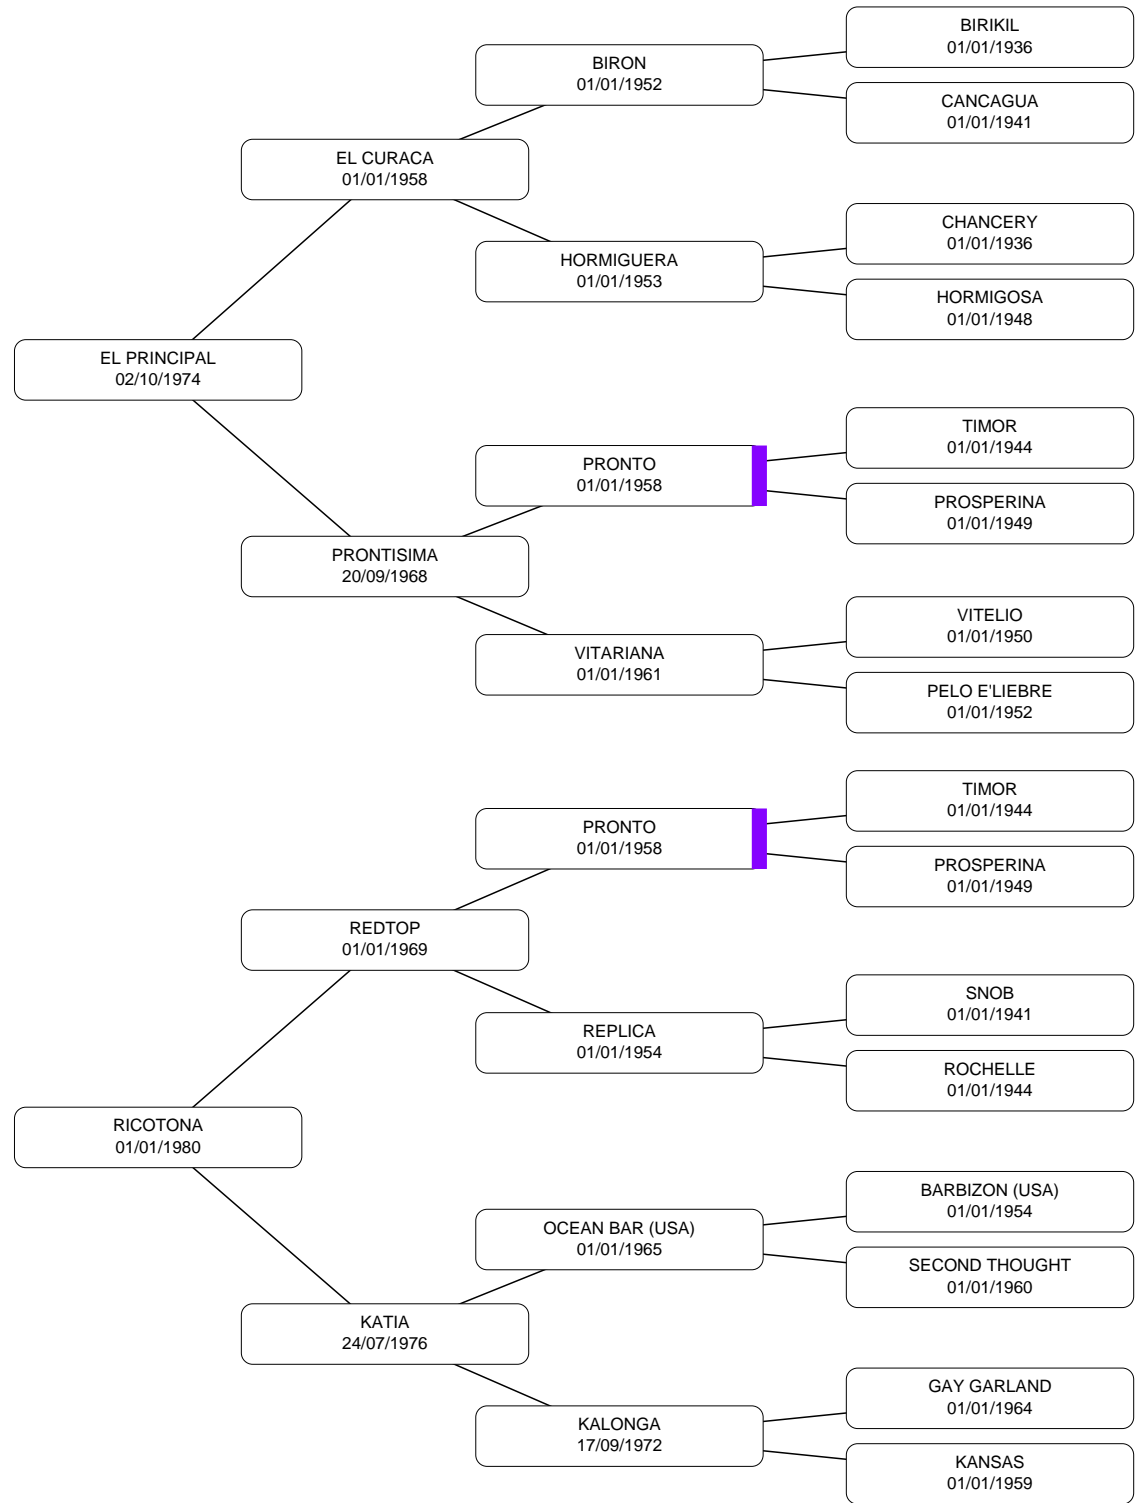 BIRIKIL
01/01/1936
BIRON
01/01/1952
CANCAGUA
01/01/1941
EL CURACA
01/01/1958
CHANCERY
01/01/1936
HORMIGUERA
01/01/1953
HORMIGOSA
01/01/1948
EL PRINCIPAL
02/10/1974
TIMOR
01/01/1944
PRONTO
01/01/1958
PROSPERINA
01/01/1949
PRONTISIMA
20/09/1968
VITELIO
01/01/1950
VITARIANA
01/01/1961
PELO E'LIEBRE
01/01/1952
TIMOR
01/01/1944
PRONTO
01/01/1958
PROSPERINA
01/01/1949
REDTOP
01/01/1969
SNOB
01/01/1941
REPLICA
01/01/1954
ROCHELLE
01/01/1944
RICOTONA
01/01/1980
BARBIZON (USA)
01/01/1954
OCEAN BAR (USA)
01/01/1965
SECOND THOUGHT
01/01/1960
KATIA
24/07/1976
GAY GARLAND
01/01/1964
KALONGA
17/09/1972
KANSAS
01/01/1959